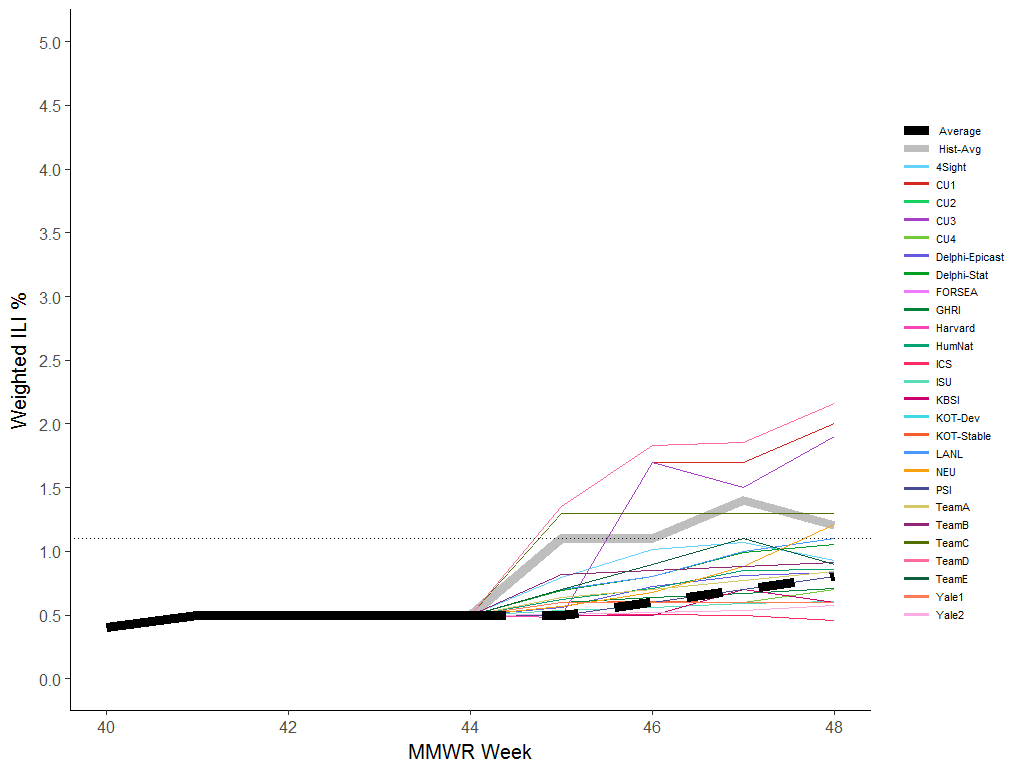 5.0
4.5
4.0
3.5
3.0
2.5
2.0
1.5
1.0
0.5
0.0
Weighted ILI %
40
42
44
46
48
MMWR Week
Average
Hist-Avg
4Sight
CU1
CU2
CU3
CU4
Delphi-Epicast
Delphi-Stat
FORSEA
GHRI
Harvard
HumNat
ICS
ISU
KBSI
KOT-Dev
KOT-Stable
LANL
NEU
PSI
TeamA
TeamB
TeamC
TeamD
TeamE
Yale1
Yale2